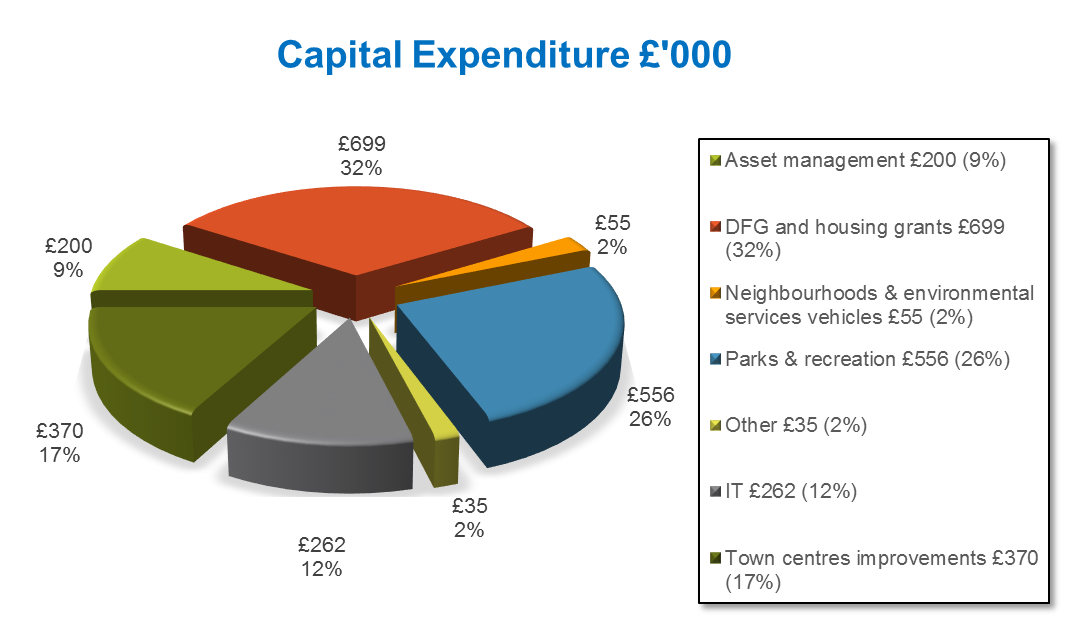 Capital Expenditure £'000
£699
32%
£55
2%
£200
9%
£556
26%
£370
17%
£35
2%
£262
12%
Asset management £200 (9%)
DFG and housing grants £699
(32%)
Neighbourhoods & environmental
services vehicles £55 (2%)
Parks & recreation £556 (26%)
Other £35 (2%)
IT £262 (12%)
Town centres improvements £370
(17%)